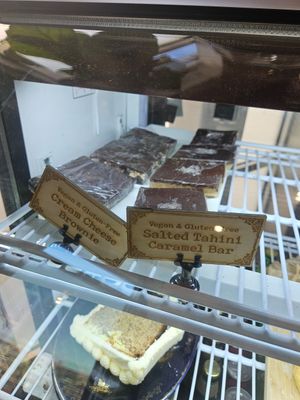 Vegan & Gluten-Free
Cream Cheese
Brownie
Vegan & Gluten-Free
Salted Tahini
Caramel Bar